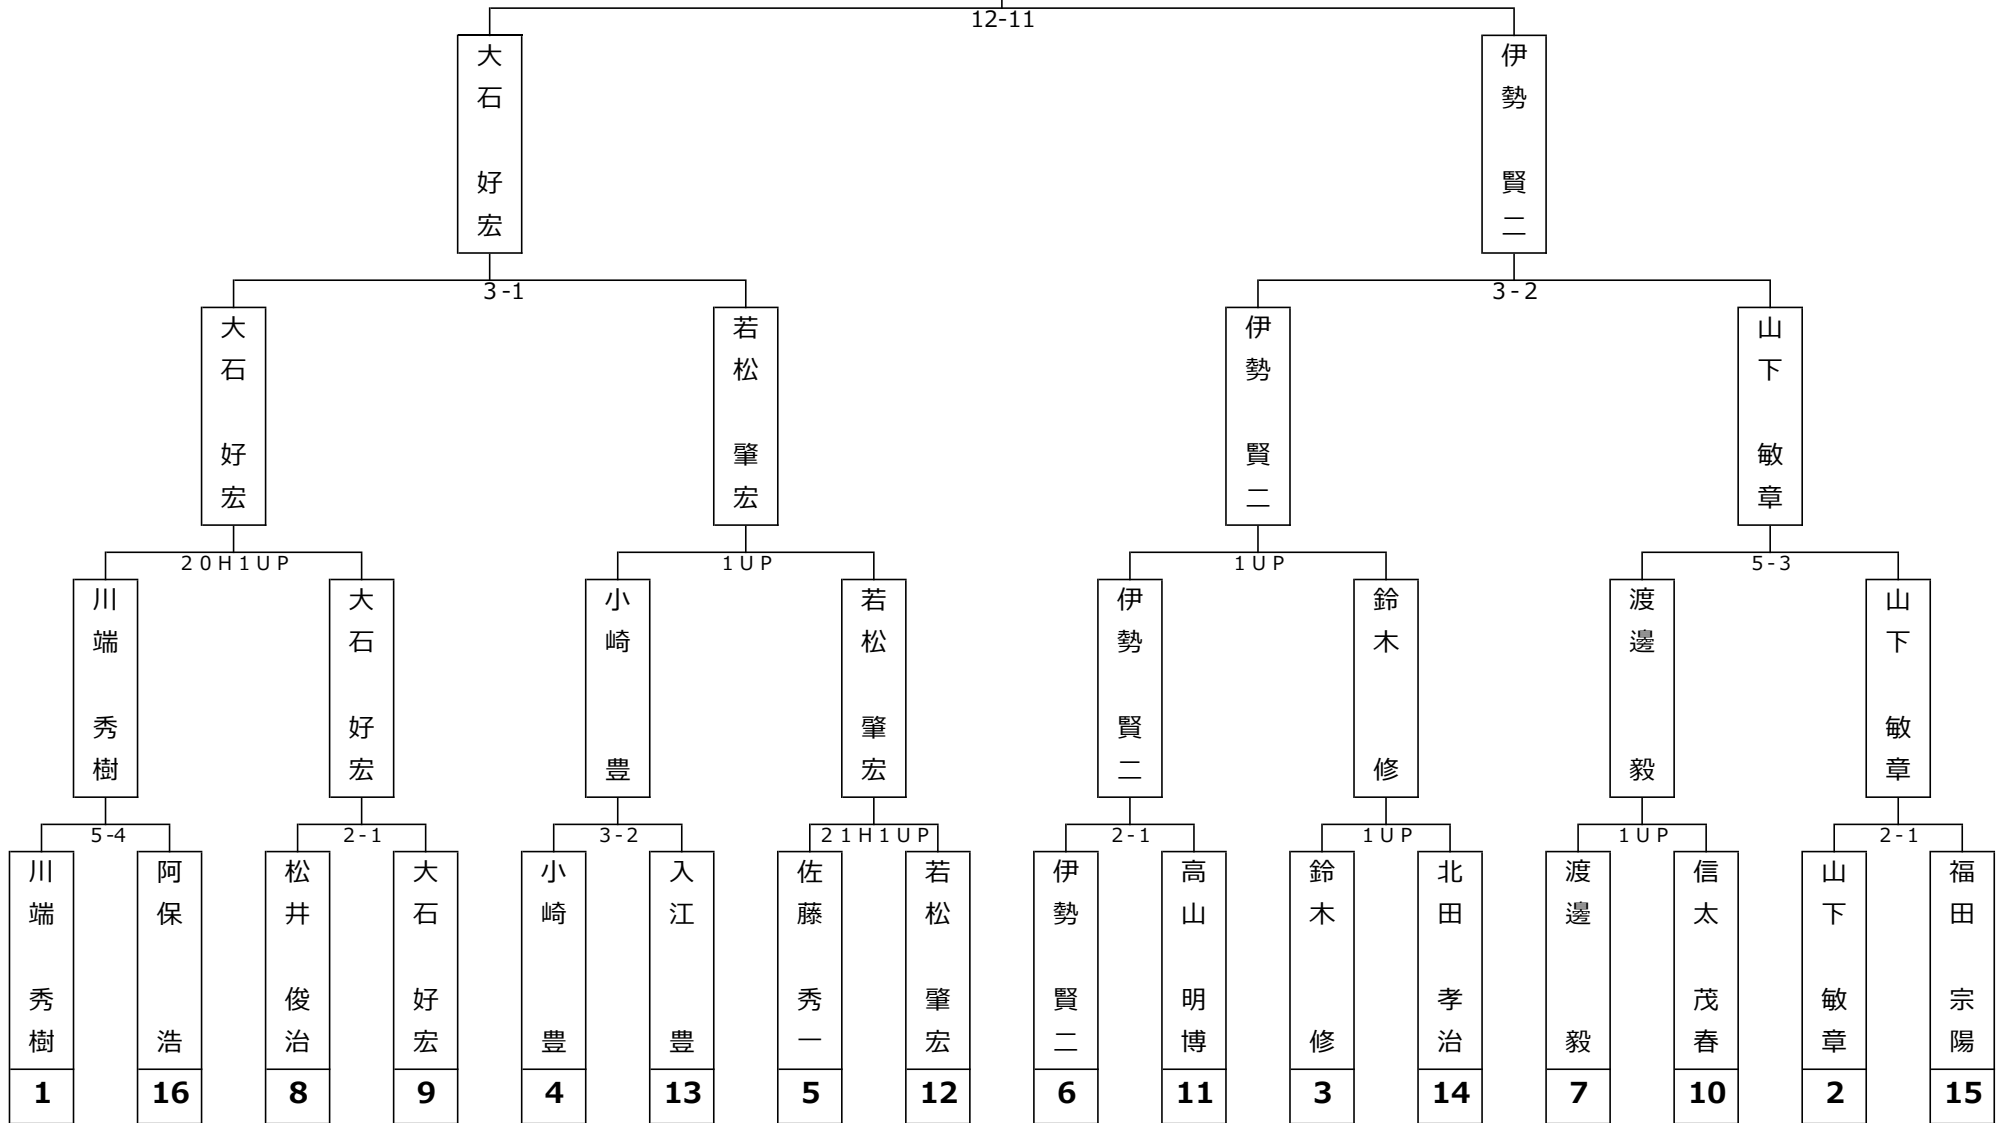 12-11
大石 好宏
伊勢 賢二
3-1
3-2
大石 好宏
若松 肇宏
伊勢 賢二
山下 敏章
20H1UP
1UP
1UP
5-3
川端 秀樹
大石 好宏
小崎 豊
若松 肇宏
伊勢 賢二
鈴木 修
渡邊 毅
山下 敏章
5-4
2-1
3-2
21H1UP
2-1
1UP
1UP
2-1
川端 秀樹
阿保 浩
松井 俊治
大石 好宏
小崎 豊
入江 豊
佐藤 秀一
若松 肇宏
伊勢 賢二
高山 明博
鈴木 修
北田 孝治
渡邊 毅
信太 茂春
山下 敏章
福田 宗陽
1
16
8
9
4
13
5
12
6
11
3
14
7
10
2
15